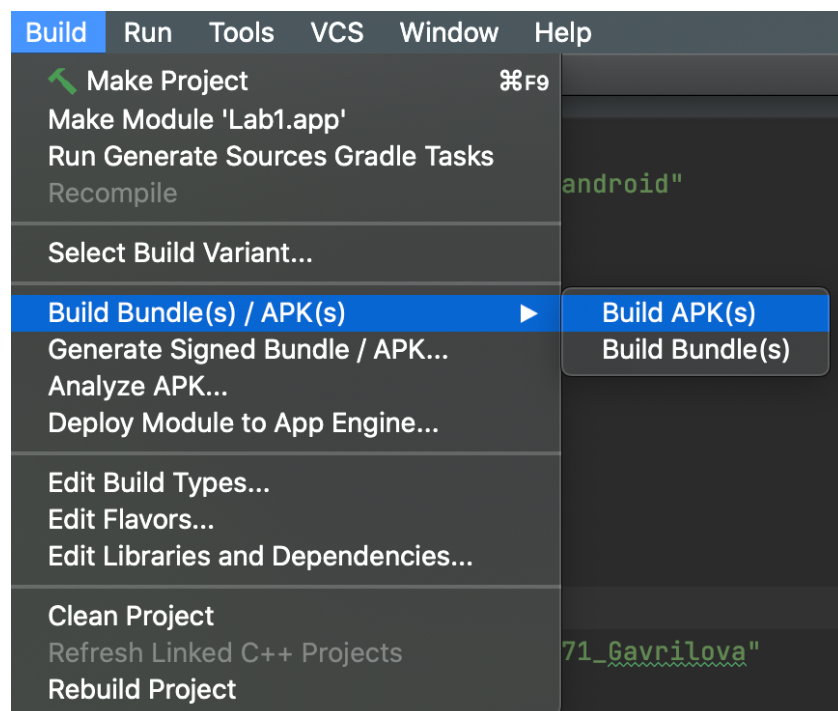 Build Run Tools VCS Window Help
Make Project ⌘F9
Make Module 'Lab1.app'
Run Generate Sources Gradle Tasks
android"
Recompile
Select Build Variant...
Build Bundle(s) / APK(s) ▶ Build APK(s)
Generate Signed Bundle / APK... Build Bundle(s)
Analyze APK...
Deploy Module to App Engine...
Edit Build Types...
Edit Flavors...
Edit Libraries and Dependencies...
Clean Project
Refresh Linked C++ Projects 71_Gavrilova"
Rebuild Project